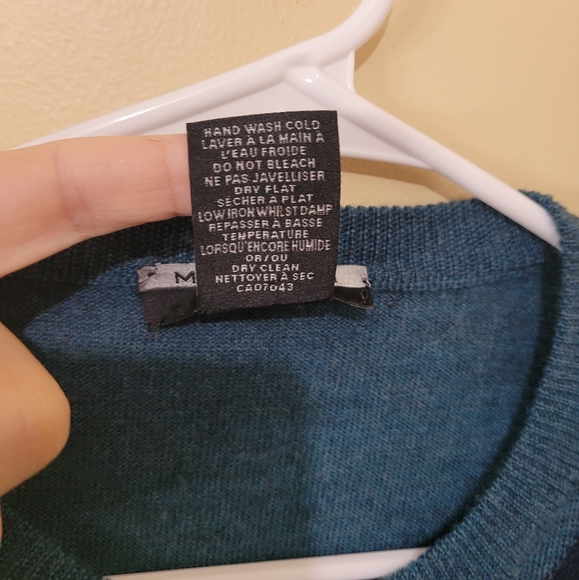 HAND WASH COLD
LAVER À LA MAIN À
L'EAU FROIDE
DO NOT BLEACH
NE PAS JAVELLISER
DRY FLAT
SÉCHER À PLAT
LOW IRON WHILST DAMP
REPASSER À BASSE
TEMPÉRATURE
LORSQU'ENCORE HUMIDE
OR/OU
DRY CLEAN
NETTOYER À SEC
CA07043
M